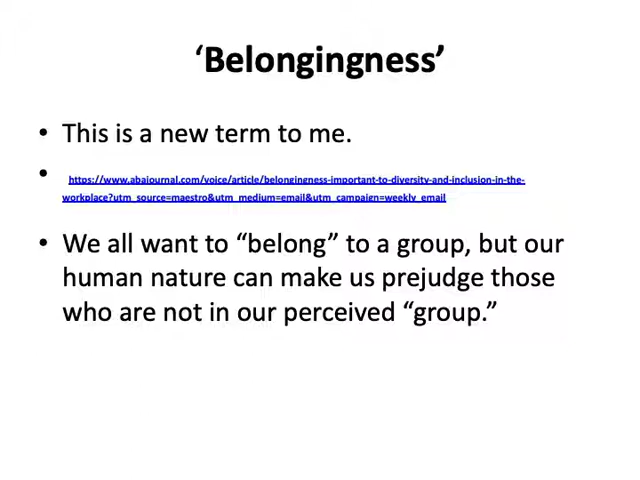 ‘Belongingness’
• This is a new term to me.
• https://www.abajournal.com/voice/article/belongingness-important-to-diversity-and-inclusion-in-the-
workplace?utm_source=maestro&utm_medium=email&utm_campaign=weekly_email
• We all want to “belong” to a group, but our
human nature can make us prejudge those
who are not in our perceived “group.”